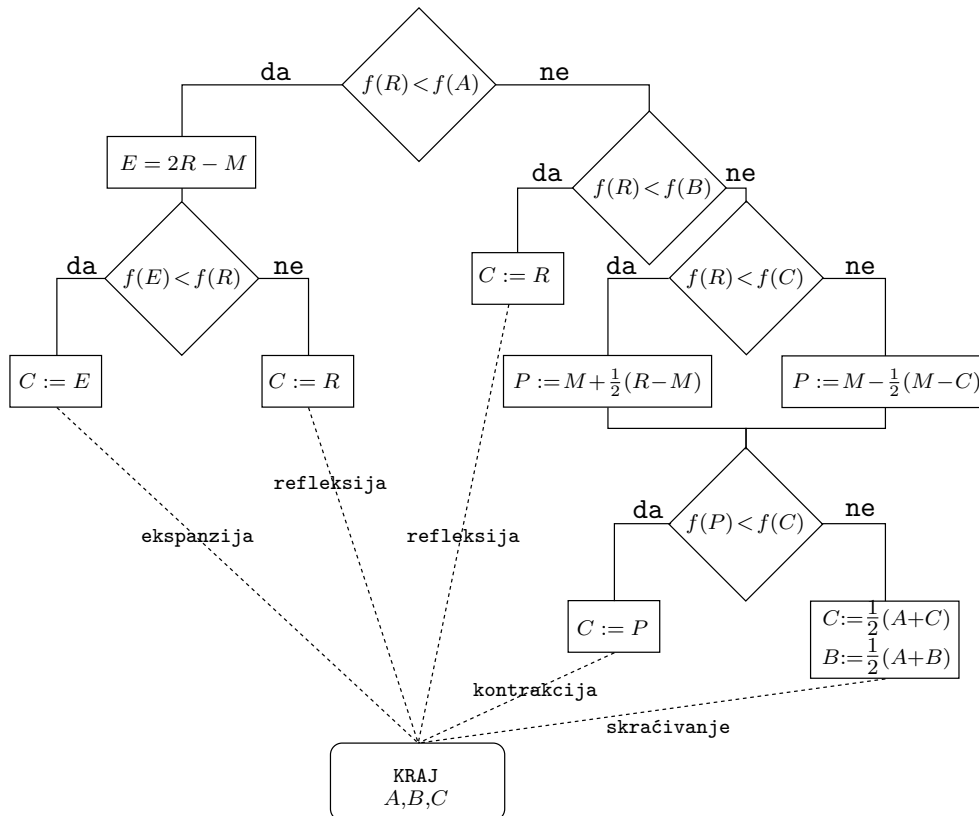 da
f(R)<f(A)
ne
E = 2R − M
da
f(R)<f(B)
ne
da
f(E)<f(R)
ne
C := R
da
f(R)<f(C)
ne
C := E
C := R
P := M+½(R−M)
P := M−½(M−C)
refleksija
da
f(P)<f(C)
ne
ekspanzija
refleksija
C := P
C:=½(A+C)
B:=½(A+B)
kontrakcija
skraćivanje
KRAJ
A,B,C